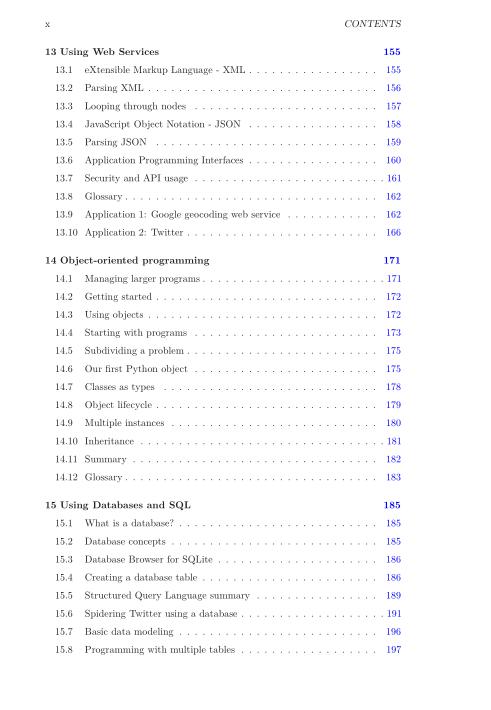 x CONTENTS
13 Using Web Services 155
13.1 eXtensible Markup Language - XML . . . . . . . . . . . . . . . . . 155
13.2 Parsing XML . . . . . . . . . . . . . . . . . . . . . . . . . . . . . . 156
13.3 Looping through nodes . . . . . . . . . . . . . . . . . . . . . . . . 157
13.4 JavaScript Object Notation - JSON . . . . . . . . . . . . . . . . . 158
13.5 Parsing JSON . . . . . . . . . . . . . . . . . . . . . . . . . . . . . 159
13.6 Application Programming Interfaces . . . . . . . . . . . . . . . . . 160
13.7 Security and API usage . . . . . . . . . . . . . . . . . . . . . . . . . 161
13.8 Glossary . . . . . . . . . . . . . . . . . . . . . . . . . . . . . . . . . 162
13.9 Application 1: Google geocoding web service . . . . . . . . . . . . 162
13.10 Application 2: Twitter . . . . . . . . . . . . . . . . . . . . . . . . . 166
14 Object-oriented programming 171
14.1 Managing larger programs . . . . . . . . . . . . . . . . . . . . . . . . 171
14.2 Getting started . . . . . . . . . . . . . . . . . . . . . . . . . . . . . 172
14.3 Using objects . . . . . . . . . . . . . . . . . . . . . . . . . . . . . . 172
14.4 Starting with programs . . . . . . . . . . . . . . . . . . . . . . . . 173
14.5 Subdividing a problem . . . . . . . . . . . . . . . . . . . . . . . . . 175
14.6 Our first Python object . . . . . . . . . . . . . . . . . . . . . . . . 175
14.7 Classes as types . . . . . . . . . . . . . . . . . . . . . . . . . . . . 178
14.8 Object lifecycle . . . . . . . . . . . . . . . . . . . . . . . . . . . . . 179
14.9 Multiple instances . . . . . . . . . . . . . . . . . . . . . . . . . . . 180
14.10 Inheritance . . . . . . . . . . . . . . . . . . . . . . . . . . . . . . . . 181
14.11 Summary . . . . . . . . . . . . . . . . . . . . . . . . . . . . . . . . 182
14.12 Glossary . . . . . . . . . . . . . . . . . . . . . . . . . . . . . . . . . 183
15 Using Databases and SQL 185
15.1 What is a database? . . . . . . . . . . . . . . . . . . . . . . . . . . 185
15.2 Database concepts . . . . . . . . . . . . . . . . . . . . . . . . . . . 185
15.3 Database Browser for SQLite . . . . . . . . . . . . . . . . . . . . . 186
15.4 Creating a database table . . . . . . . . . . . . . . . . . . . . . . . 186
15.5 Structured Query Language summary . . . . . . . . . . . . . . . . 189
15.6 Spidering Twitter using a database . . . . . . . . . . . . . . . . . . . 191
15.7 Basic data modeling . . . . . . . . . . . . . . . . . . . . . . . . . . 196
15.8 Programming with multiple tables . . . . . . . . . . . . . . . . . . 197